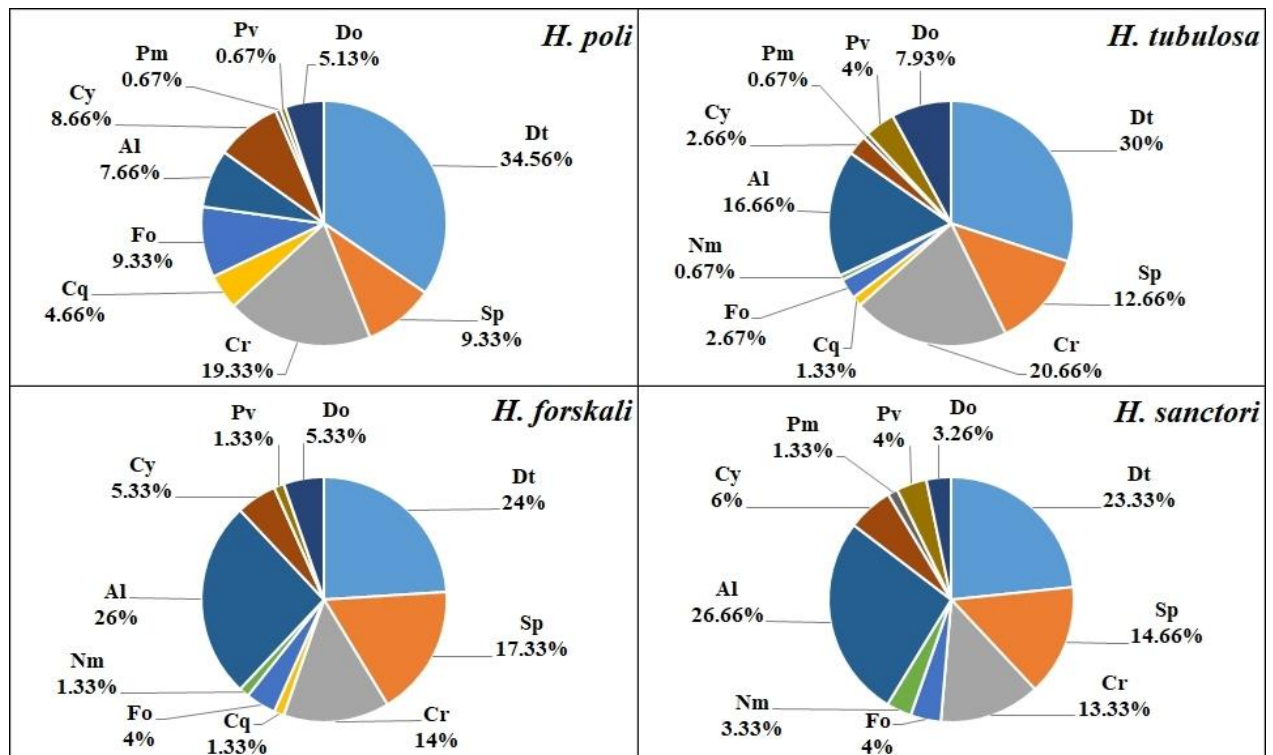 H. poli
Do
5.13%
Pv
0.67%
Pm
0.67%
Cy
8.66%
Al
7.66%
Fo
9.33%
Cq
4.66%
Cr
19.33%
Sp
9.33%
Dt
34.56%
H. tubulosa
Do
7.93%
Pv
4%
Pm
0.67%
Cy
2.66%
Al
16.66%
Nm
0.67%
Fo
2.67%
Cq
1.33%
Cr
20.66%
Sp
12.66%
Dt
30%
H. forskali
Do
5.33%
Pv
1.33%
Cy
5.33%
Al
26%
Nm
1.33%
Fo
4%
Cq
1.33%
Cr
14%
Sp
17.33%
Dt
24%
H. sanctori
Do
3.26%
Pv
4%
Pm
1.33%
Cy
6%
Al
26.66%
Nm
3.33%
Fo
4%
Cr
13.33%
Sp
14.66%
Dt
23.33%